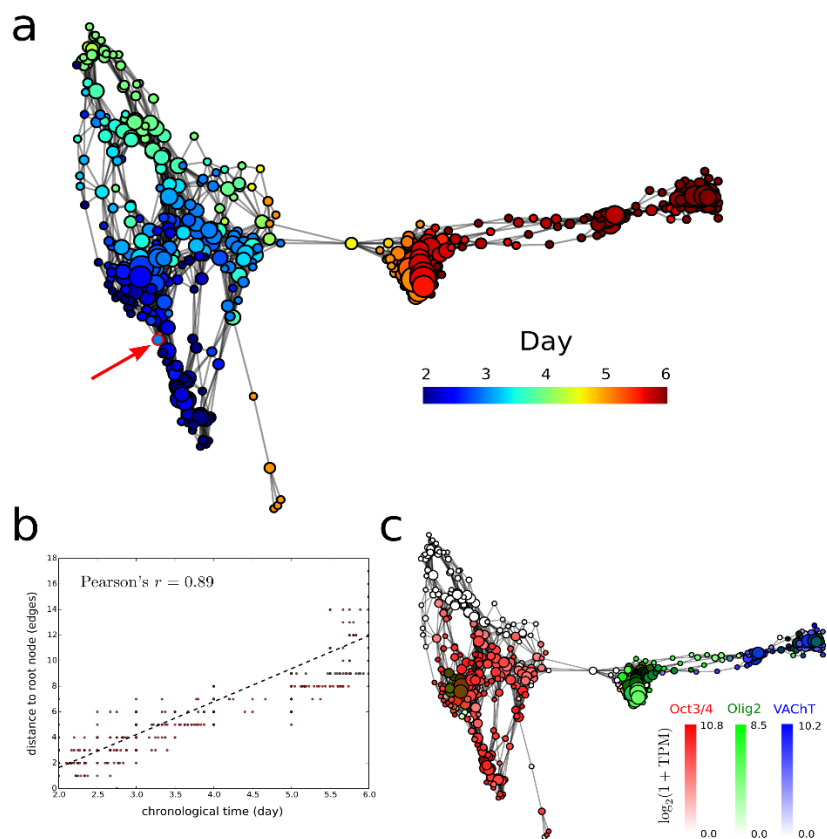 a
Day
2 3 4 5 6
b
Pearson's r = 0.89
distance to root node (edges)
18
16
14
12
10
8
6
4
2
0
2.0 2.5 3.0 3.5 4.0 4.5 5.0 5.5 6.0
chronological time (day)
c
Oct3/4 Olig2 VAChT
log2(1 + TPM)
10.8 8.5 10.2
0.0 0.0 0.0